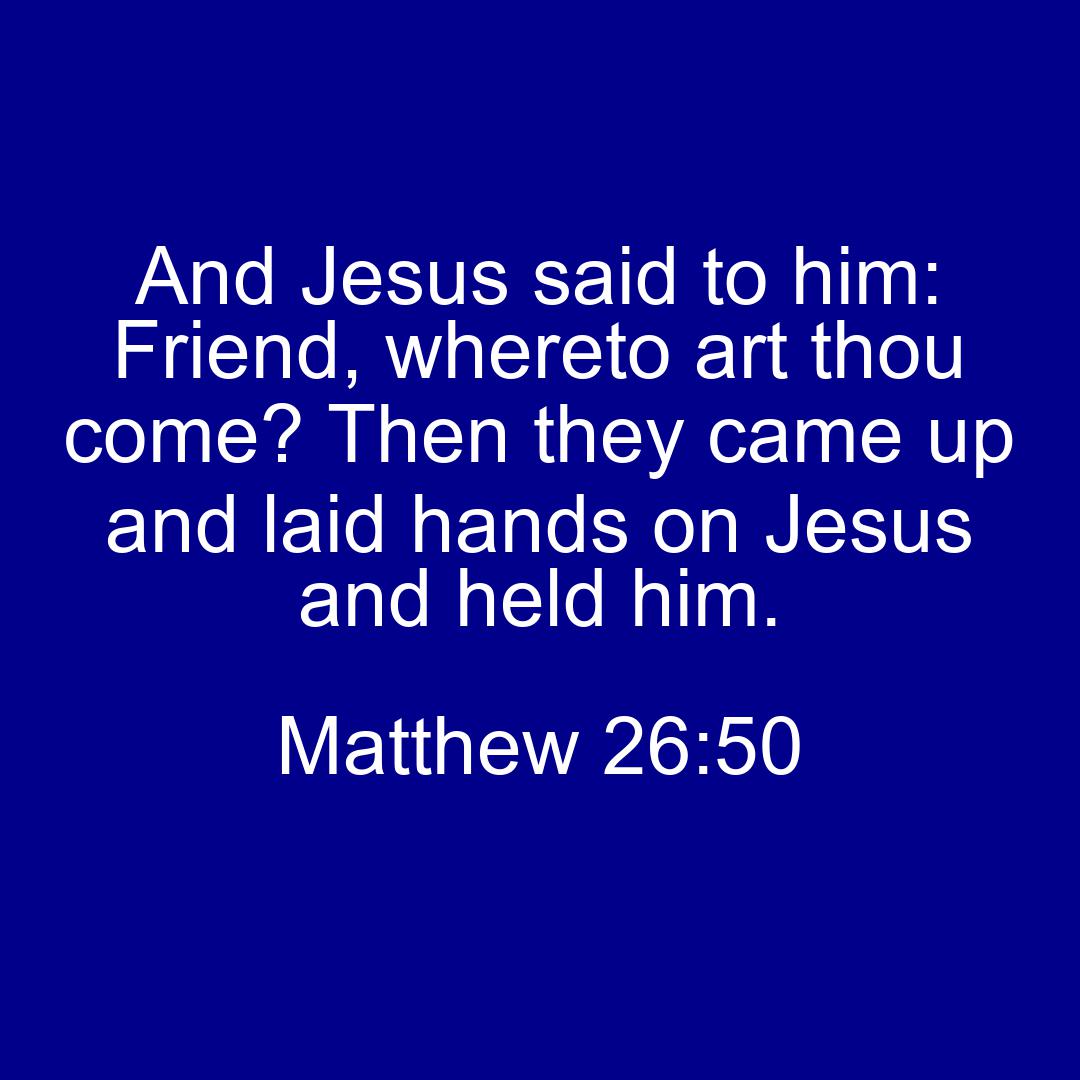 And Jesus said to him:
Friend, whereto art thou
come? Then they came up
and laid hands on Jesus
and held him.
Matthew 26:50